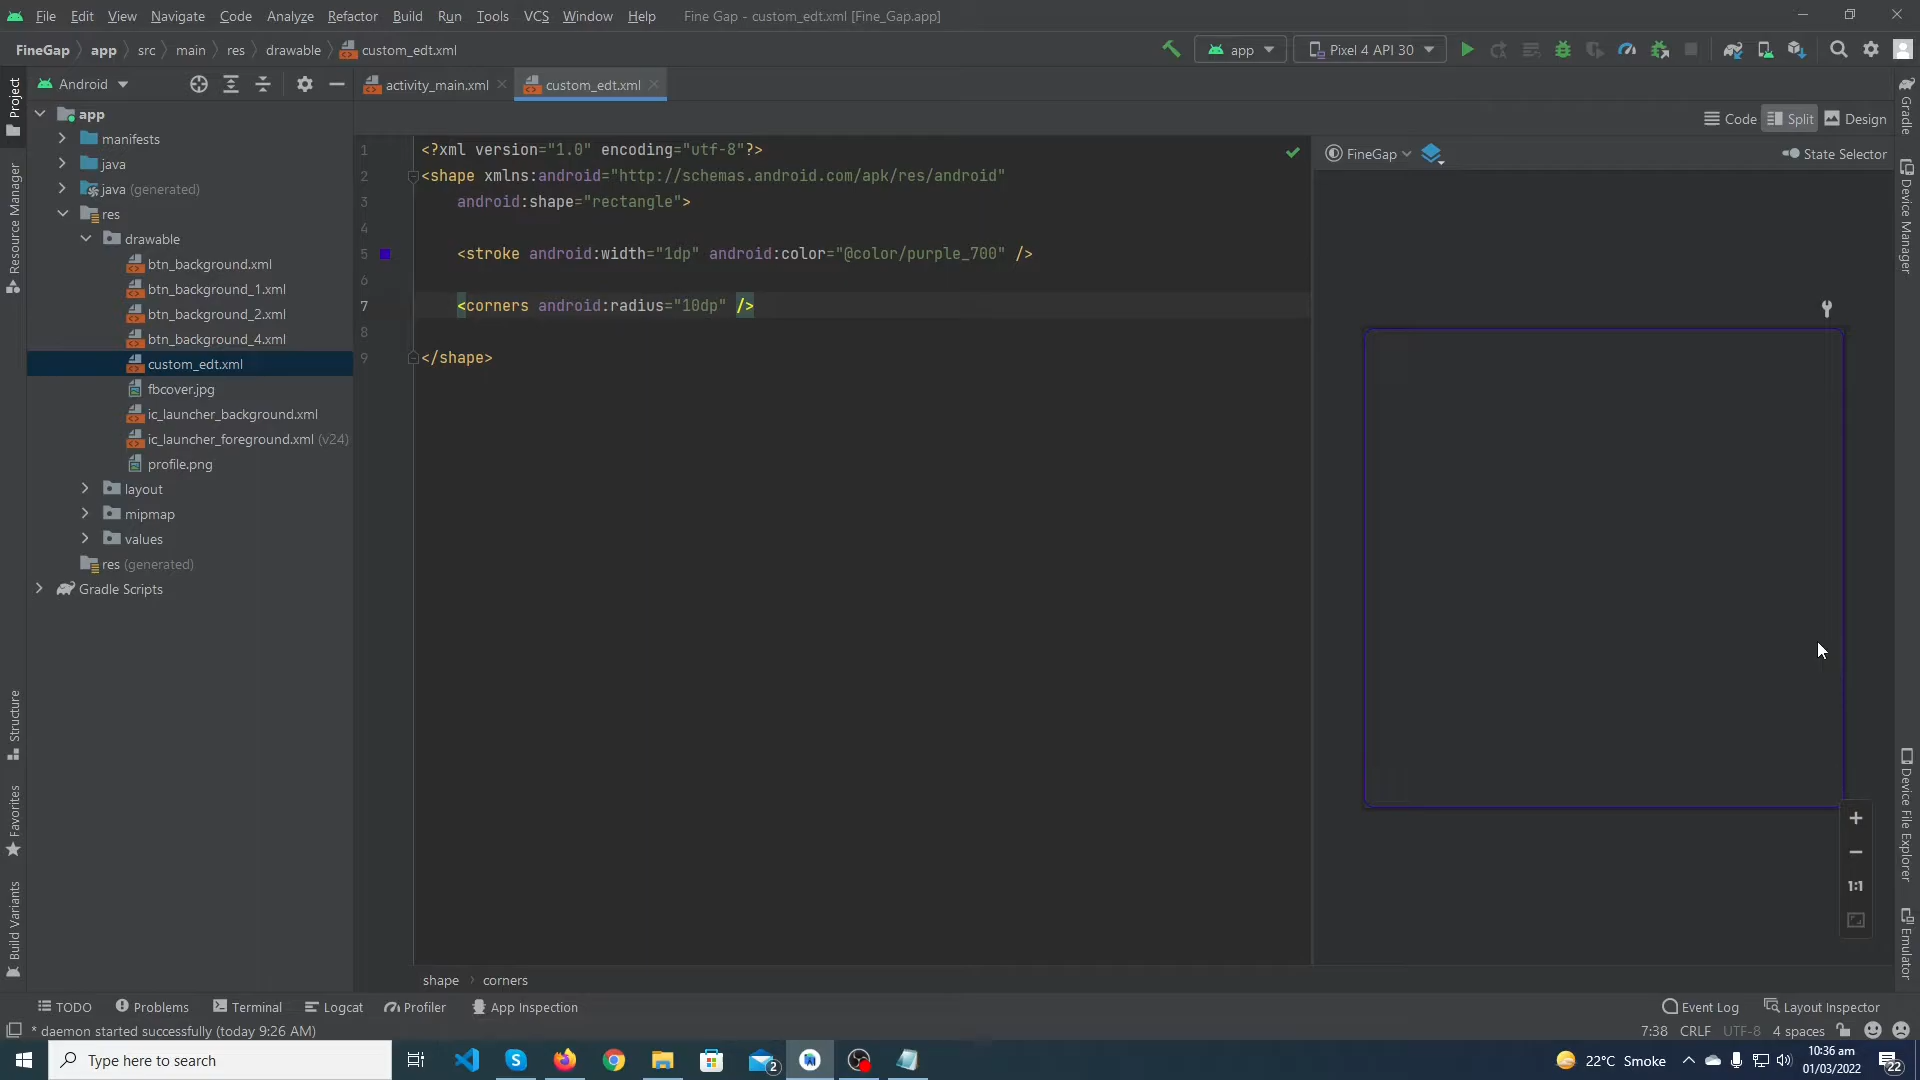 File Edit View Navigate Code Analyze Refactor Build Run Tools VCS Window Help Fine Gap - custom_edt.xml [Fine_Gap.app]
FineGap app src main res drawable custom_edt.xml app Pixel 4 API 30
Android activity_main.xml custom_edt.xml
Code Split Design
FineGap State Selector
app
manifests
java
java (generated)
res
drawable
btn_background.xml
btn_background_1.xml
btn_background_2.xml
btn_background_4.xml
custom_edt.xml
fbcover.jpg
ic_launcher_background.xml
ic_launcher_foreground.xml (v24)
profile.png
layout
mipmap
values
res (generated)
Gradle Scripts
1 <?xml version="1.0" encoding="utf-8"?>
2 <shape xmlns:android="http://schemas.android.com/apk/res/android"
3 android:shape="rectangle">
4
5 <stroke android:width="1dp" android:color="@color/purple_700" />
6
7 <corners android:radius="10dp" />
8
9 </shape>
1:1
Project
Resource Manager
Structure
Favorites
Build Variants
Gradle
Device Manager
Device File Explorer
Emulator
shape corners
TODO Problems Terminal Logcat Profiler App Inspection Event Log Layout Inspector
* daemon started successfully (today 9:26 AM) 7:38 CRLF UTF-8 4 spaces
Type here to search 2 22°C Smoke 10:36 am
01/03/2022 22